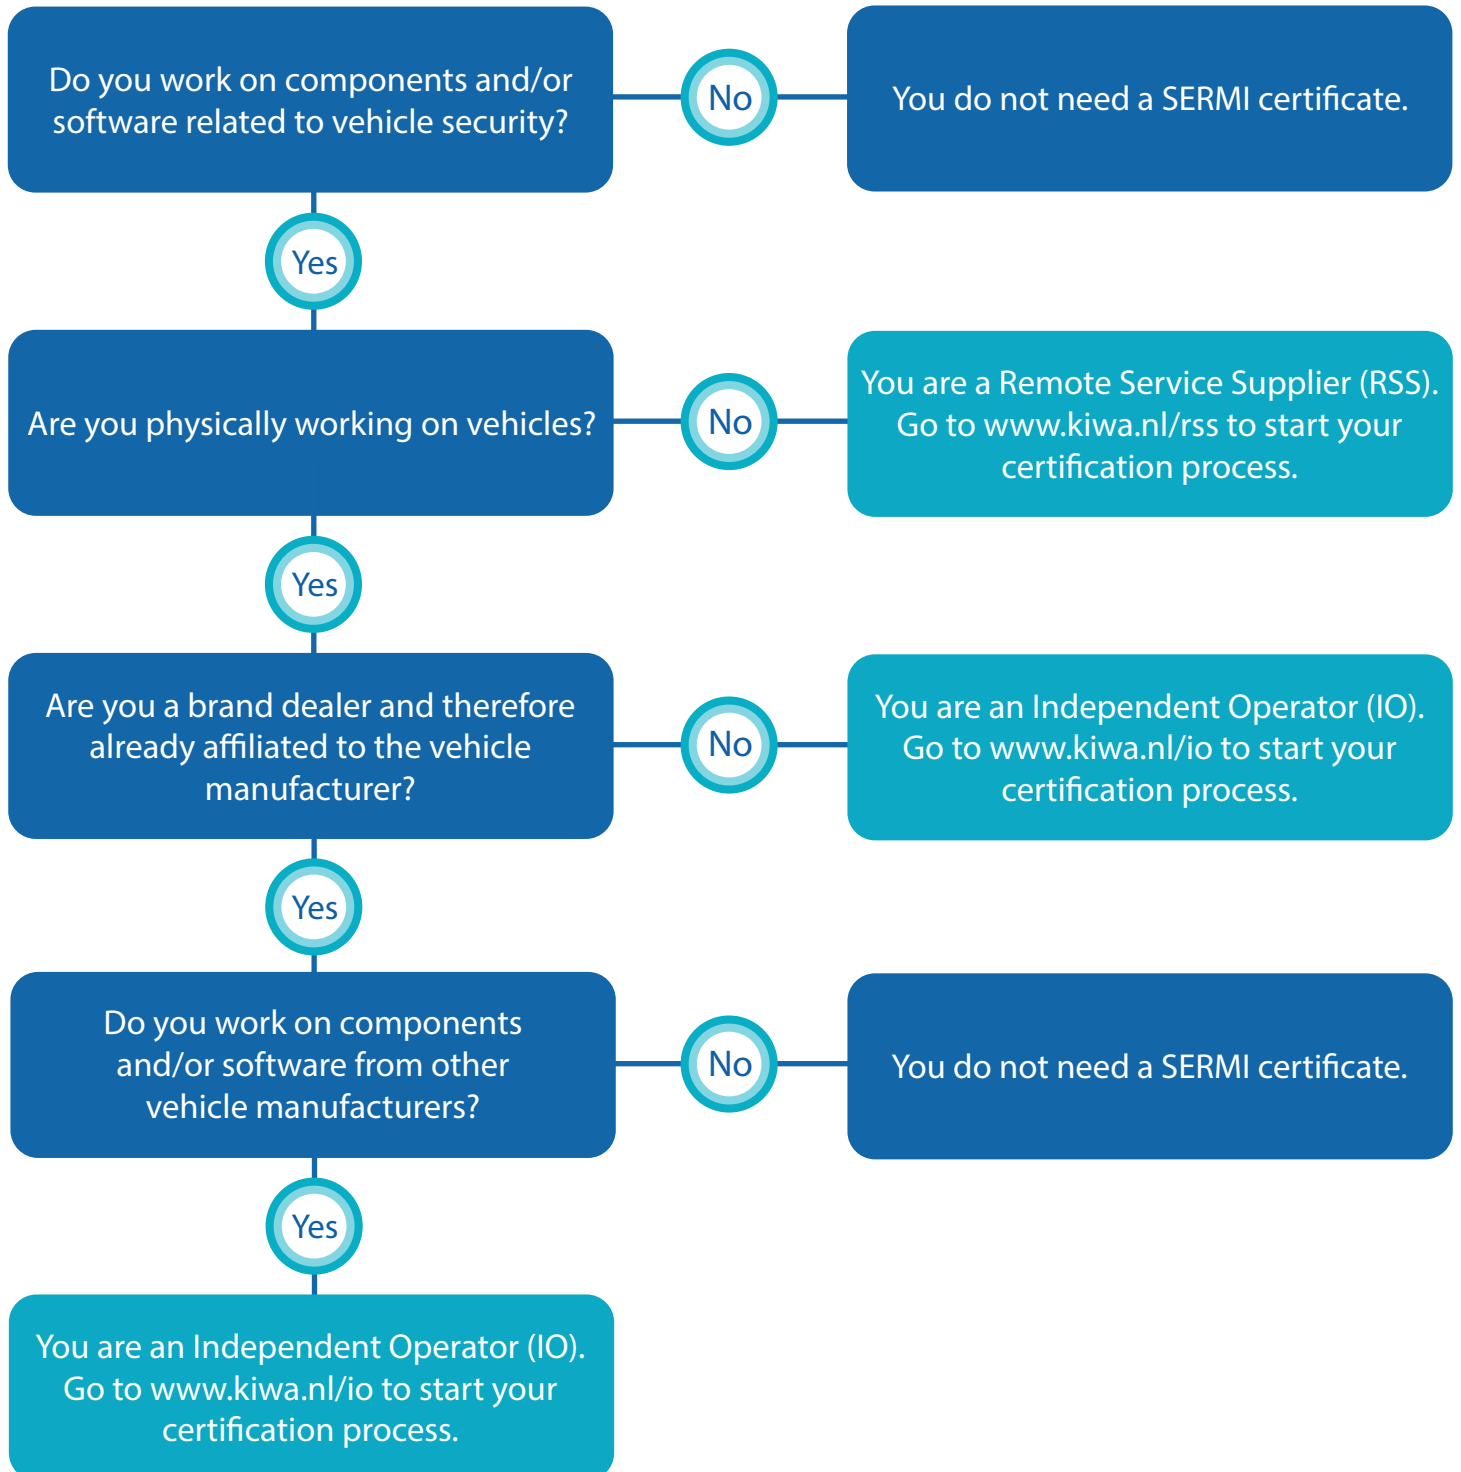 Do you work on components and/or
software related to vehicle security?
No
You do not need a SERMI certificate.
Yes
Are you physically working on vehicles?
No
You are a Remote Service Supplier (RSS).
Go to www.kiwa.nl/rss to start your
certification process.
Yes
Are you a brand dealer and therefore
already affiliated to the vehicle
manufacturer?
No
You are an Independent Operator (IO).
Go to www.kiwa.nl/io to start your
certification process.
Yes
Do you work on components
and/or software from other
vehicle manufacturers?
No
You do not need a SERMI certificate.
Yes
You are an Independent Operator (IO).
Go to www.kiwa.nl/io to start your
certification process.